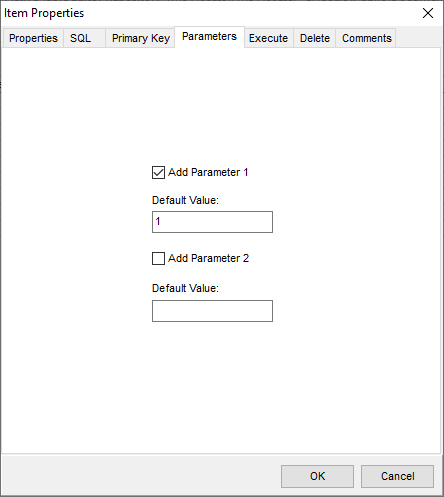 Item Properties
Properties SQL Primary Key Parameters Execute Delete Comments
Add Parameter 1
Default Value:
1
Add Parameter 2
Default Value:
OK Cancel